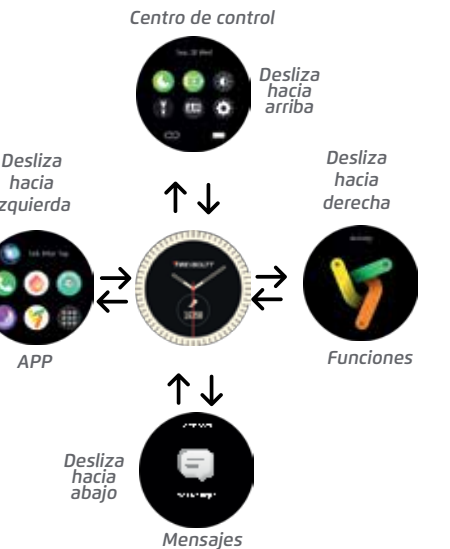 Centro de control
Desliza
hacia
arriba
Desliza
hacia
zquierda
Desliza
hacia
derecha
APP
Funciones
Desliza
hacia
abajo
Mensajes